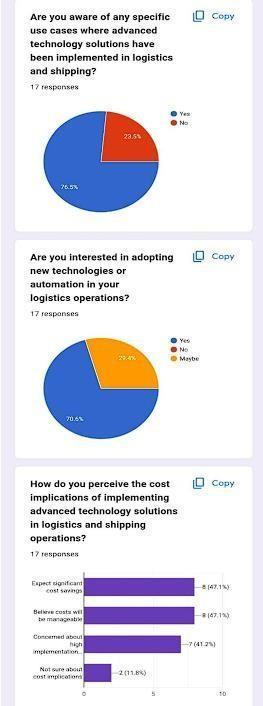 Are you aware of any specific
Copy
use cases where advanced
technology solutions have
been implemented in logistics
and shipping?
17 responses
Yes
No
23.5%
76.5%
Are you interested in adopting
Copy
new technologies or
automation in your
logistics operations?
17 responses
Yes
No
Maybe
29.4%
70.6%
How do you perceive the cost
Copy
implications of implementing
advanced technology solutions
in logistics and shipping
operations?
17 responses
Expect significant
cost savings
8 (47.1%)
Believe costs will
be manageable
8 (47.1%)
Concerned about
high
implementation...
7 (41.2%)
Not sure about
cost implications
2 (11.8%)
0
5
10